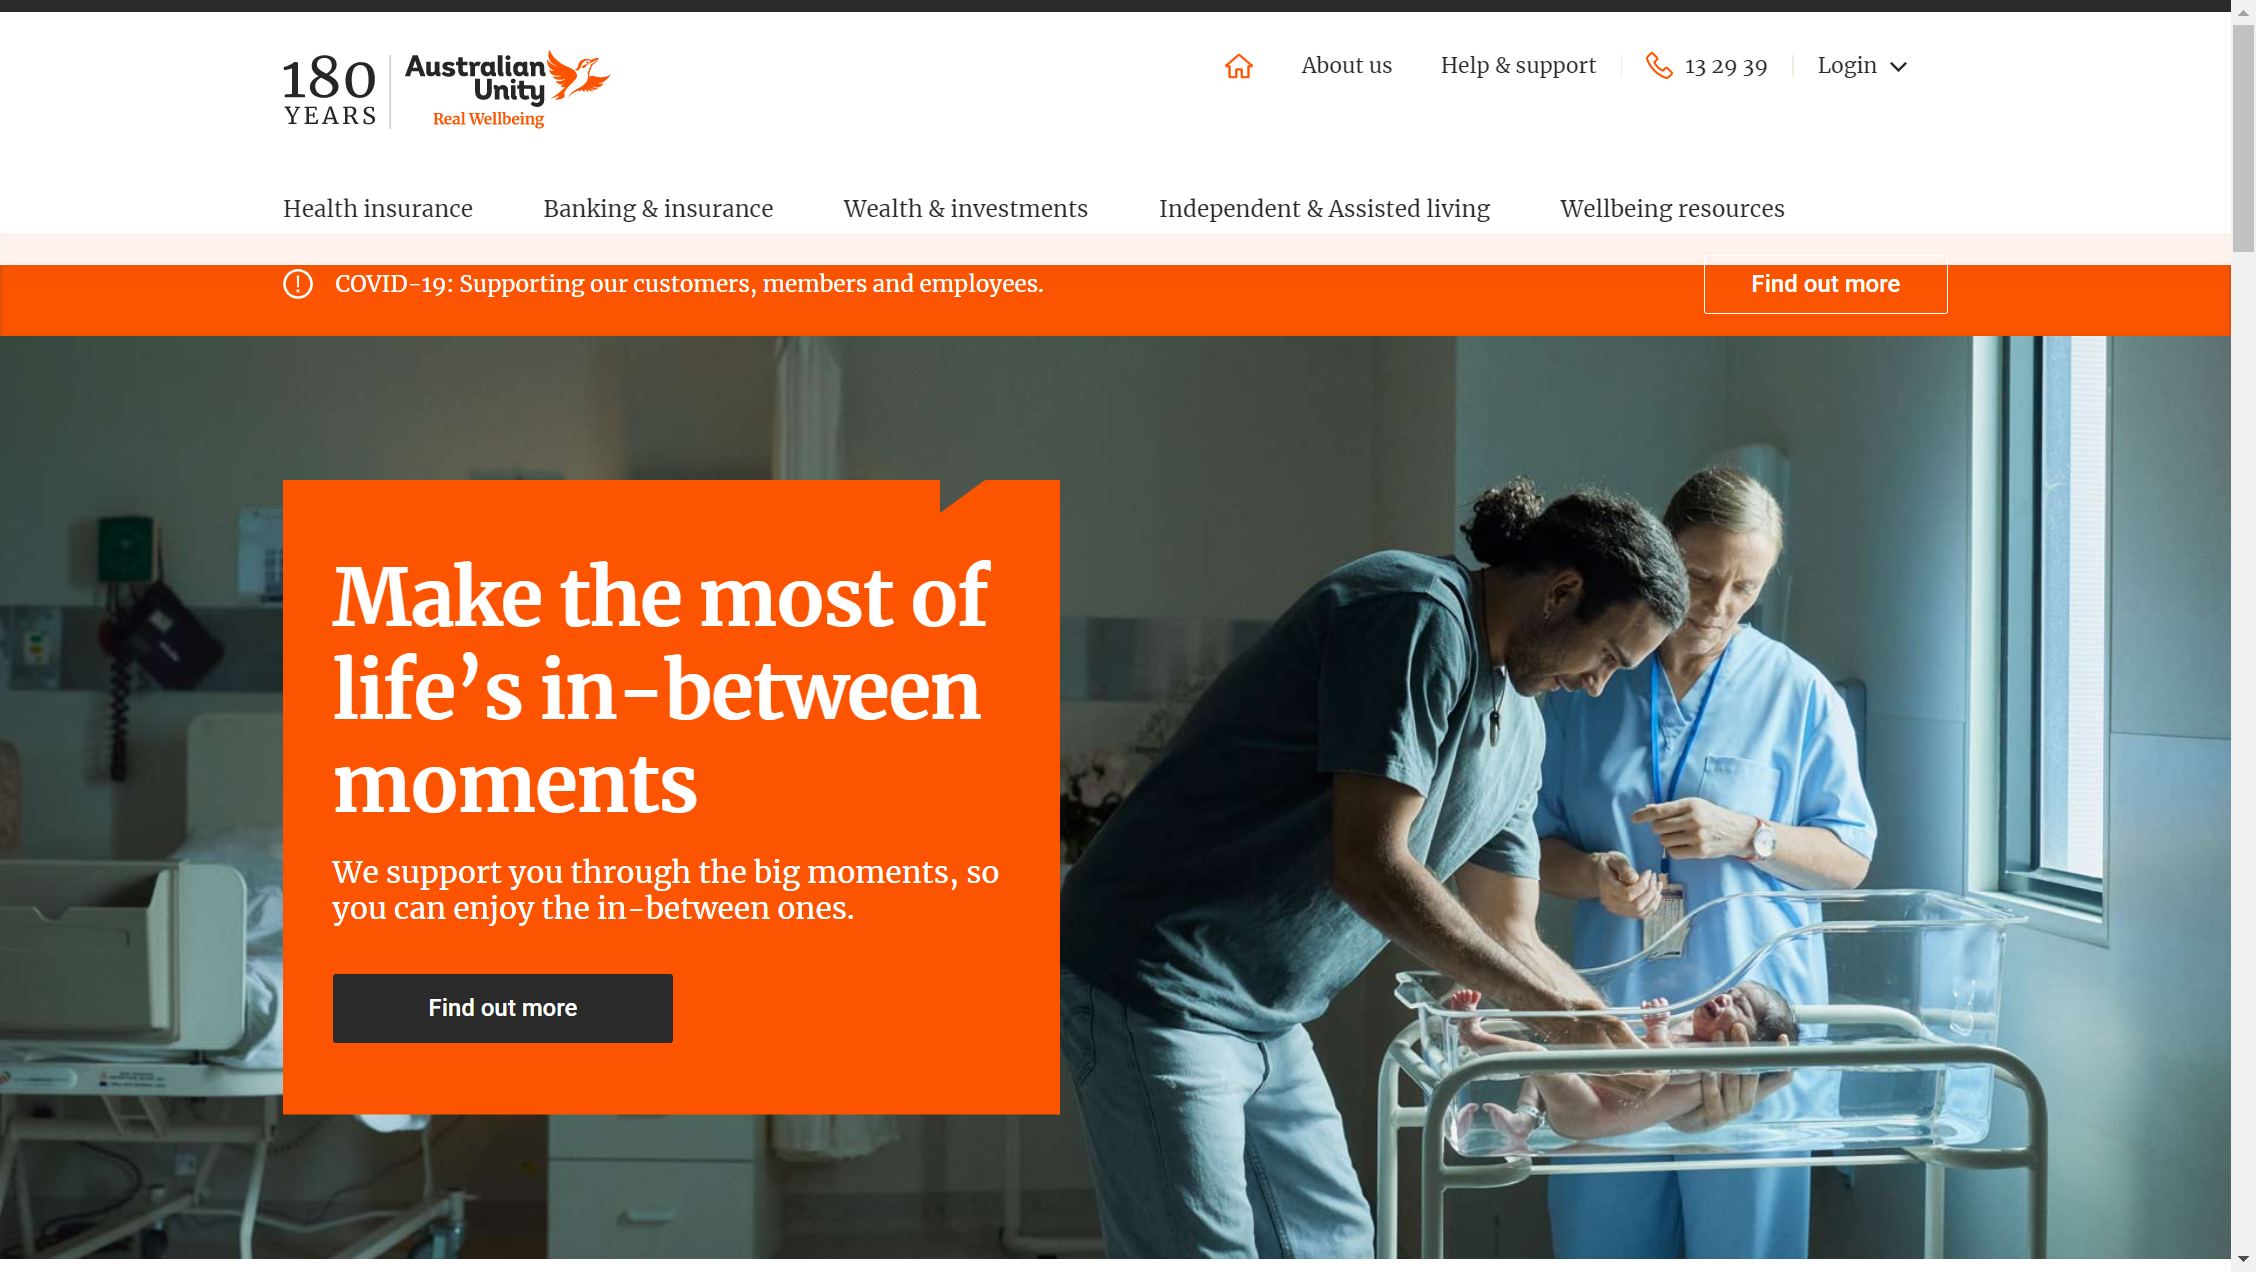 180
YEARS
Australian
Unity
Real Wellbeing
About us
Help & support
13 29 39
Login
Health insurance
Banking & insurance
Wealth & investments
Independent & Assisted living
Wellbeing resources
COVID-19: Supporting our customers, members and employees.
Find out more
Make the most of
life’s in-between
moments
We support you through the big moments, so
you can enjoy the in-between ones.
Find out more